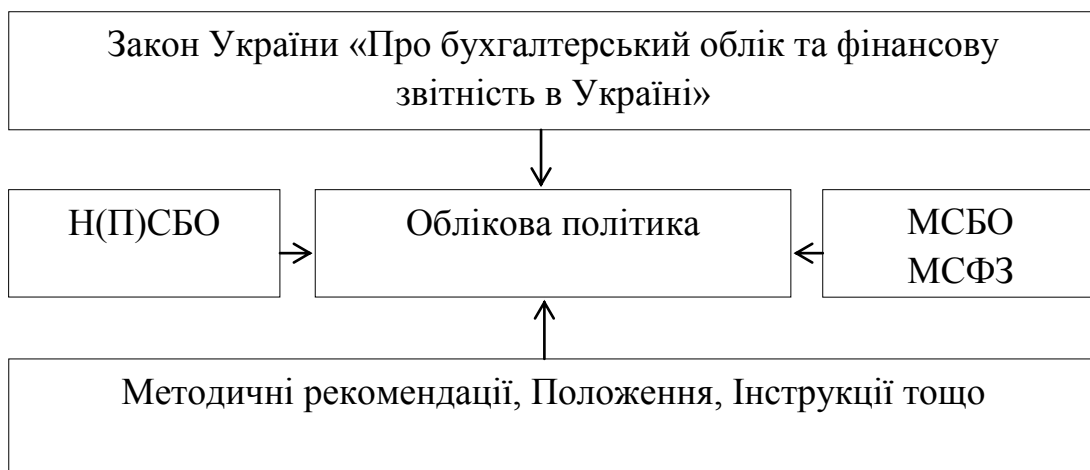 Закон України «Про бухгалтерський облік та фінансову
звітність в Україні»
Н(П)СБО
Облікова політика
МСБО
МСФЗ
Методичні рекомендації, Положення, Інструкції тощо